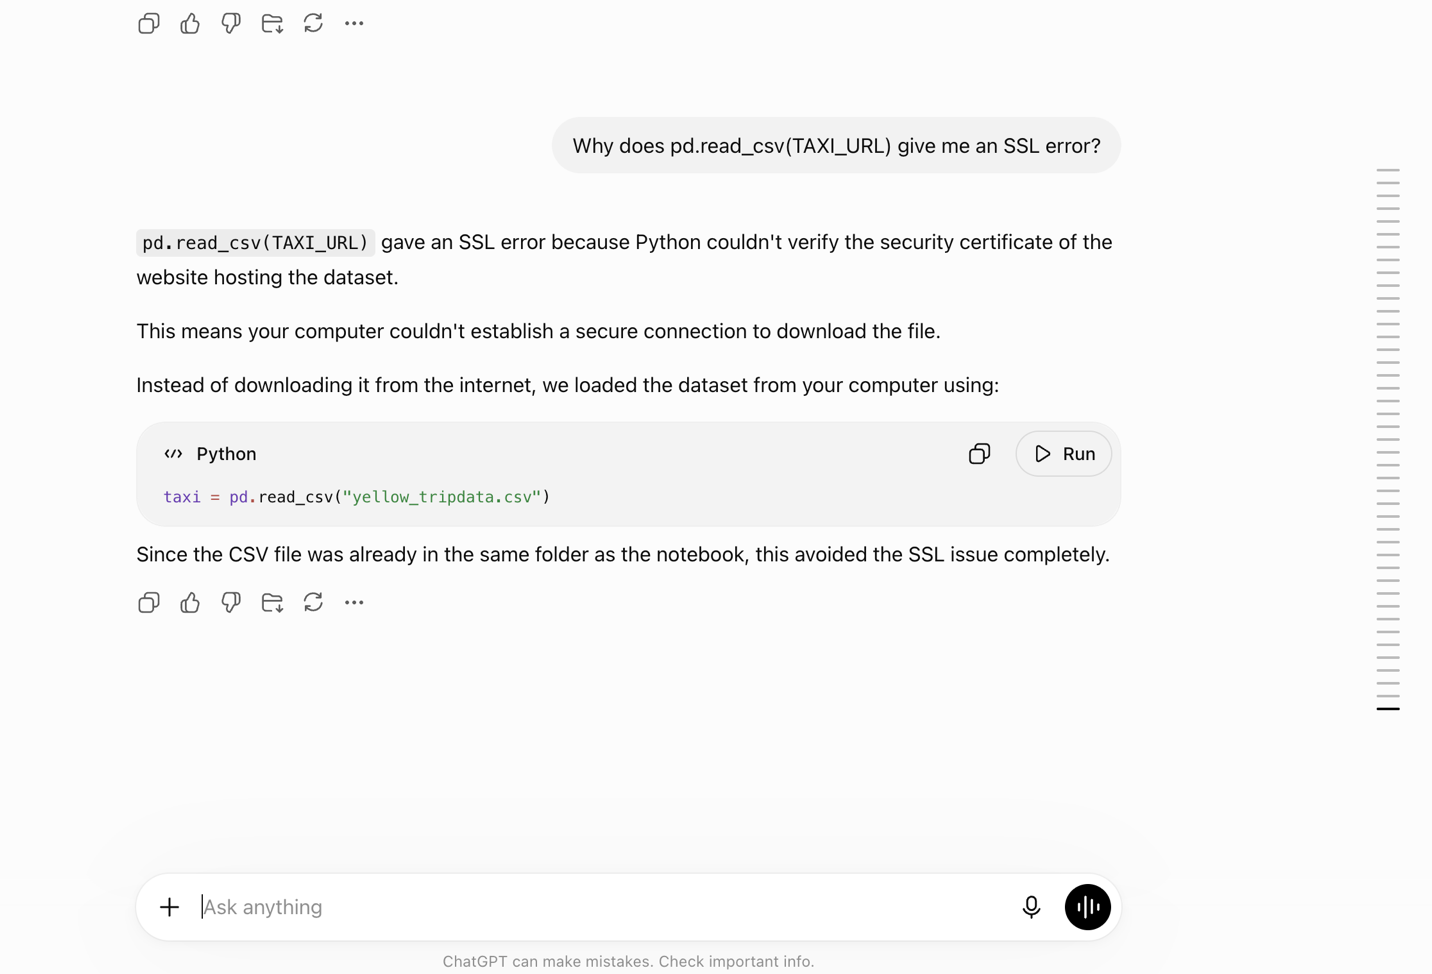 Why does pd.read_csv(TAXI_URL) give me an SSL error?
pd.read_csv(TAXI_URL) gave an SSL error because Python couldn't verify the security certificate of the
website hosting the dataset.
This means your computer couldn't establish a secure connection to download the file.
Instead of downloading it from the internet, we loaded the dataset from your computer using:
Python
Run
taxi = pd.read_csv("yellow_tripdata.csv")
Since the CSV file was already in the same folder as the notebook, this avoided the SSL issue completely.
Ask anything
ChatGPT can make mistakes. Check important info.